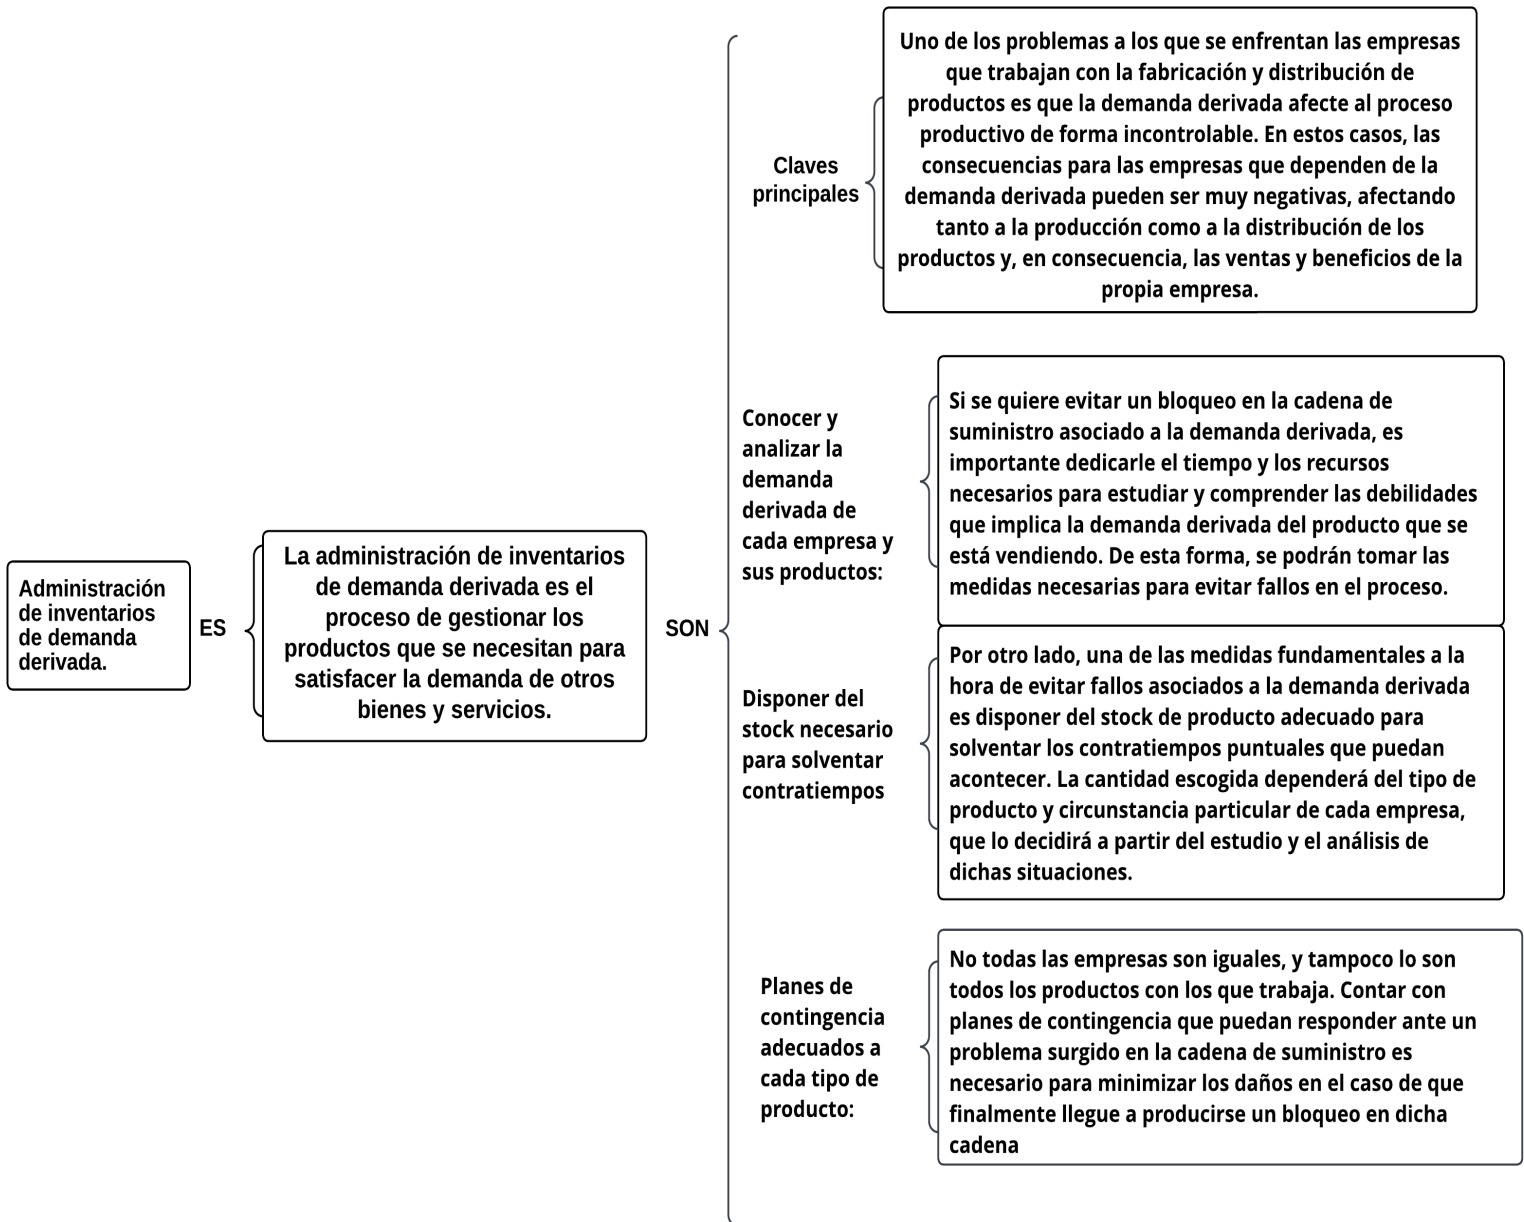 Administración
de inventarios
de demanda
derivada.
ES
La administración de inventarios
de demanda derivada es el
proceso de gestionar los
productos que se necesitan para
satisfacer la demanda de otros
bienes y servicios.
SON
Claves
principales
Uno de los problemas a los que se enfrentan las empresas
que trabajan con la fabricación y distribución de
productos es que la demanda derivada afecte al proceso
productivo de forma incontrolable. En estos casos, las
consecuencias para las empresas que dependen de la
demanda derivada pueden ser muy negativas, afectando
tanto a la producción como a la distribución de los
productos y, en consecuencia, las ventas y beneficios de la
propia empresa.
Conocer y
analizar la
demanda
derivada de
cada empresa y
sus productos:
Si se quiere evitar un bloqueo en la cadena de
suministro asociado a la demanda derivada, es
importante dedicarle el tiempo y los recursos
necesarios para estudiar y comprender las debilidades
que implica la demanda derivada del producto que se
está vendiendo. De esta forma, se podrán tomar las
medidas necesarias para evitar fallos en el proceso.
Disponer del
stock necesario
para solventar
contratiempos
Por otro lado, una de las medidas fundamentales a la
hora de evitar fallos asociados a la demanda derivada
es disponer del stock de producto adecuado para
solventar los contratiempos puntuales que puedan
acontecer. La cantidad escogida dependerá del tipo de
producto y circunstancia particular de cada empresa,
que lo decidirá a partir del estudio y el análisis de
dichas situaciones.
Planes de
contingencia
adecuados a
cada tipo de
producto:
No todas las empresas son iguales, y tampoco lo son
todos los productos con los que trabaja. Contar con
planes de contingencia que puedan responder ante un
problema surgido en la cadena de suministro es
necesario para minimizar los daños en el caso de que
finalmente llegue a producirse un bloqueo en dicha
cadena